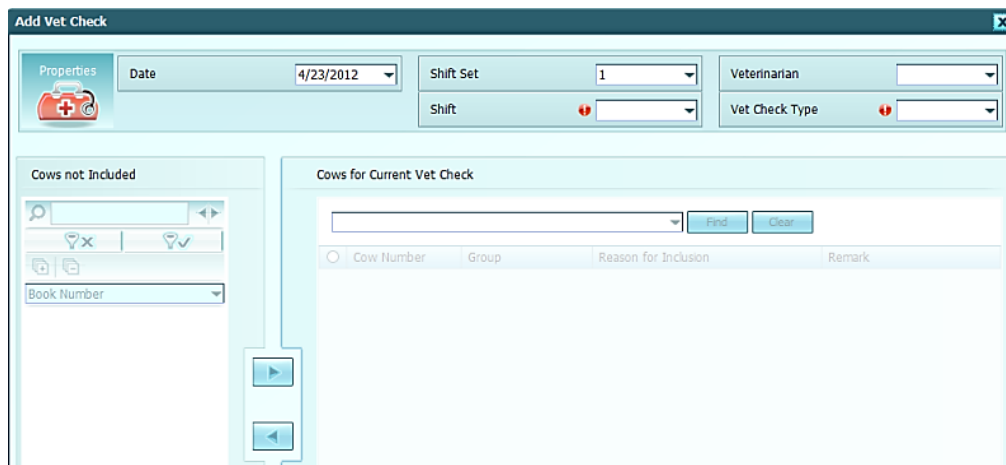 Add Vet Check
Properties
Date 4/23/2012
Shift Set 1
Veterinarian
Shift
Vet Check Type
Cows not Included
Cows for Current Vet Check
Find Clear
Cow Number Group Reason for Inclusion Remark
Book Number